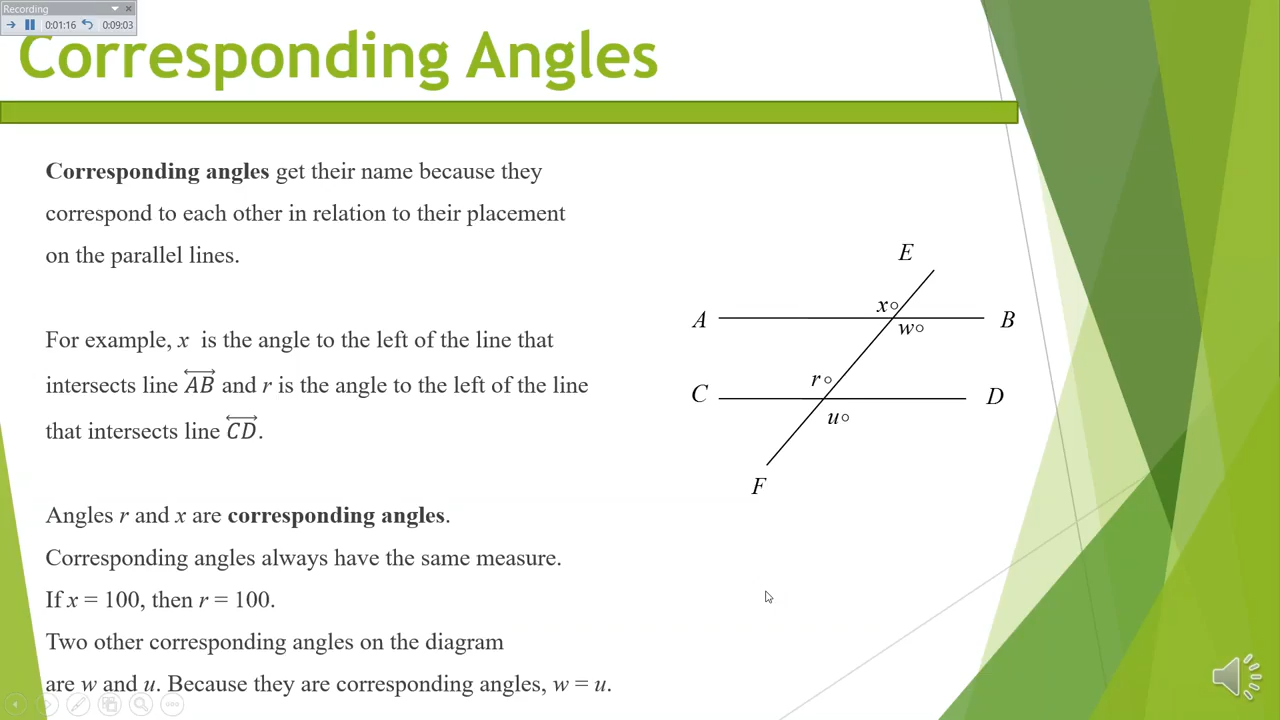 Recording
0:01:16 0:09:03
Corresponding Angles
Corresponding angles get their name because they
correspond to each other in relation to their placement
on the parallel lines.
For example, x is the angle to the left of the line that
intersects line AB and r is the angle to the left of the line
that intersects line CD.
Angles r and x are corresponding angles.
Corresponding angles always have the same measure.
If x = 100, then r = 100.
Two other corresponding angles on the diagram
are w and u. Because they are corresponding angles, w = u.
E
x○
A
w○
B
r○
C
D
u○
F